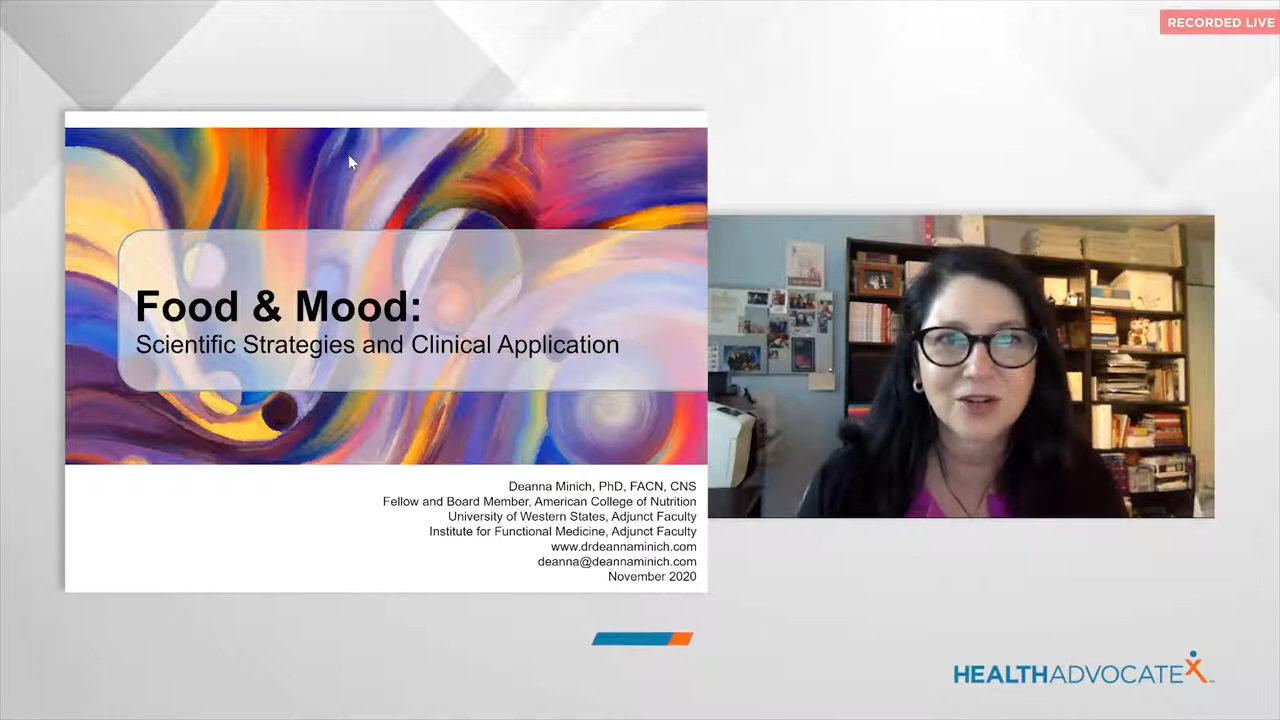 RECORDED LIVE
Food & Mood:
Scientific Strategies and Clinical Application
Deanna Minich, PhD, FACN, CNS
Fellow and Board Member, American College of Nutrition
University of Western States, Adjunct Faculty
Institute for Functional Medicine, Adjunct Faculty
www.drdeannaminich.com
deanna@deannaminich.com
November 2020
HEALTHADVOCATEX™